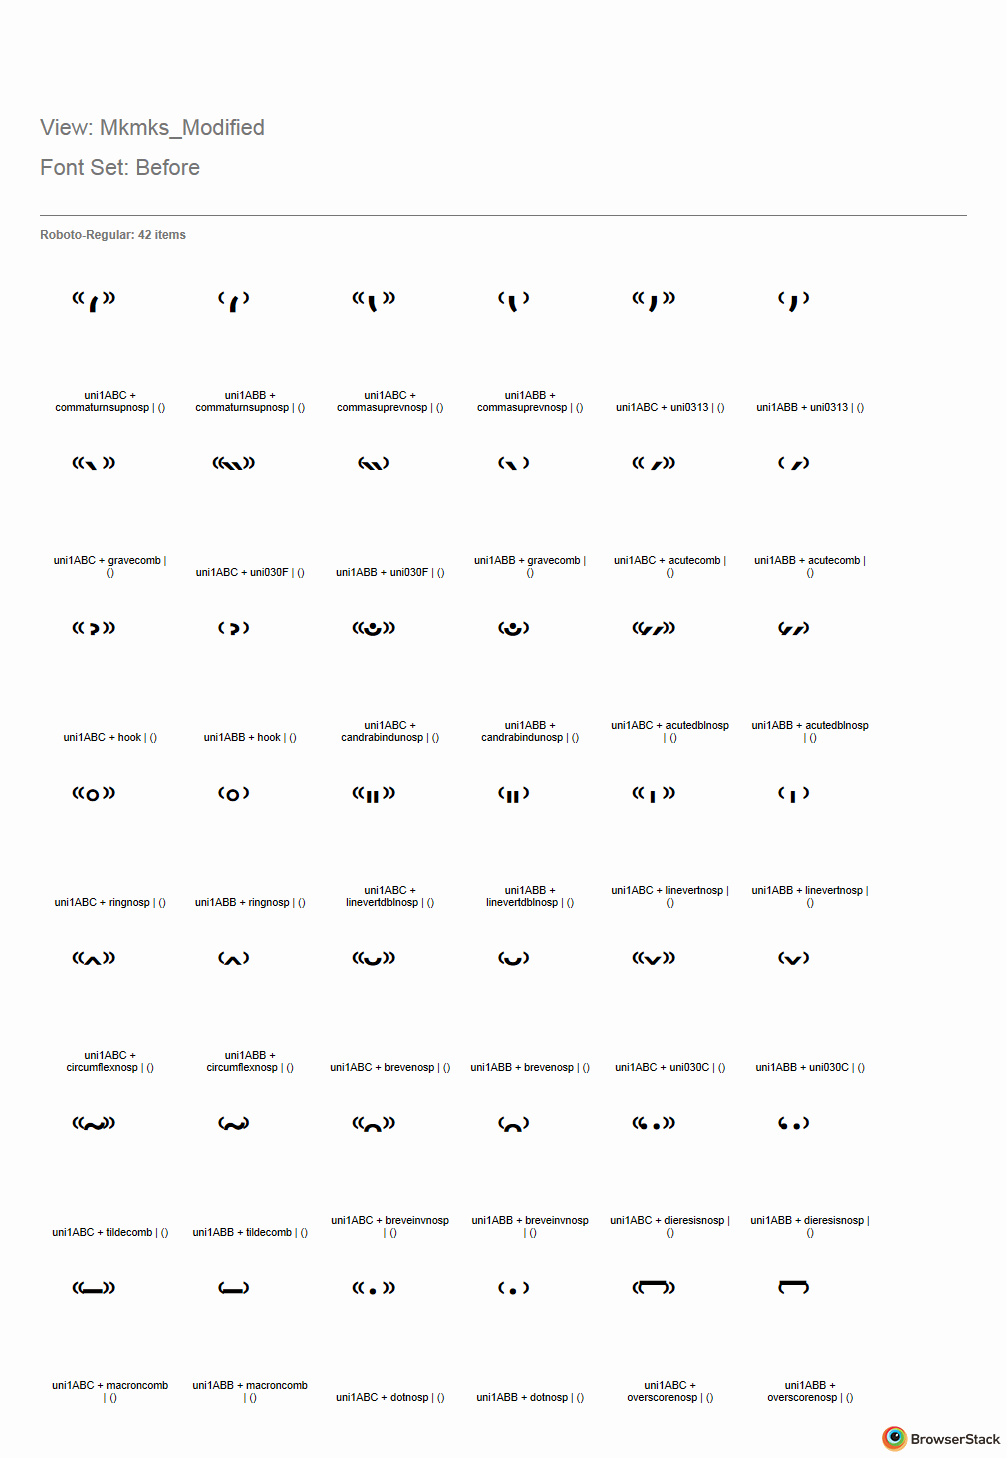 View: Mkmks_Modified
Font Set: Before
Roboto-Regular: 42 items
uni1ABC +
commaturnsupnosp | ()
uni1ABB +
commaturnsupnosp | ()
uni1ABC +
commasuprevnosp | ()
uni1ABB +
commasuprevnosp | ()
uni1ABC + uni0313 | ()
uni1ABB + uni0313 | ()
uni1ABC + gravecomb |
()
uni1ABC + uni030F | ()
uni1ABB + uni030F | ()
uni1ABB + gravecomb |
()
uni1ABC + acutecomb |
()
uni1ABB + acutecomb |
()
uni1ABC + hook | ()
uni1ABB + hook | ()
uni1ABC +
candrabindunosp | ()
uni1ABB +
candrabindunosp | ()
uni1ABC + acutedblnosp
| ()
uni1ABB + acutedblnosp
| ()
uni1ABC + ringnosp | ()
uni1ABB + ringnosp | ()
uni1ABC +
linevertdblnosp | ()
uni1ABB +
linevertdblnosp | ()
uni1ABC + linevertnosp |
()
uni1ABB + linevertnosp |
()
uni1ABC +
circumflexnosp | ()
uni1ABB +
circumflexnosp | ()
uni1ABC + brevenosp | ()
uni1ABB + brevenosp | ()
uni1ABC + uni030C | ()
uni1ABB + uni030C | ()
uni1ABC + tildecomb | ()
uni1ABB + tildecomb | ()
uni1ABC + breveinvnosp
| ()
uni1ABB + breveinvnosp
| ()
uni1ABC + dieresisnosp |
()
uni1ABB + dieresisnosp |
()
uni1ABC + macroncomb
| ()
uni1ABB + macroncomb
| ()
uni1ABC + dotnosp | ()
uni1ABB + dotnosp | ()
uni1ABC +
overscorenosp | ()
uni1ABB +
overscorenosp | ()
BrowserStack